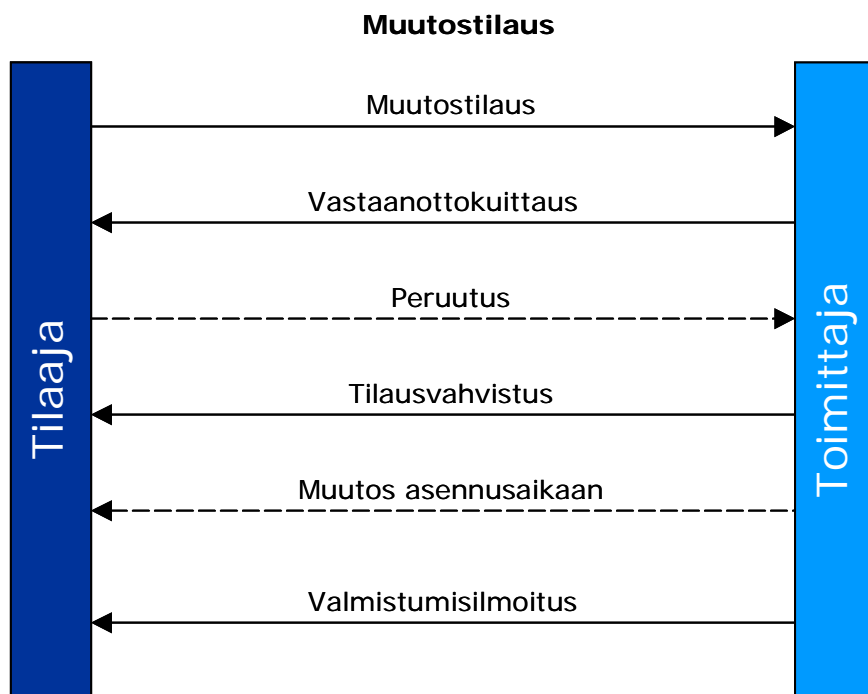 Muutostilaus
Muutostilaus
Vastaanottokuittaus
Peruutus
Tilausvahvistus
Muutos asennusaikaan
Valmistumisilmoitus
Tilaaja
Toimittaja